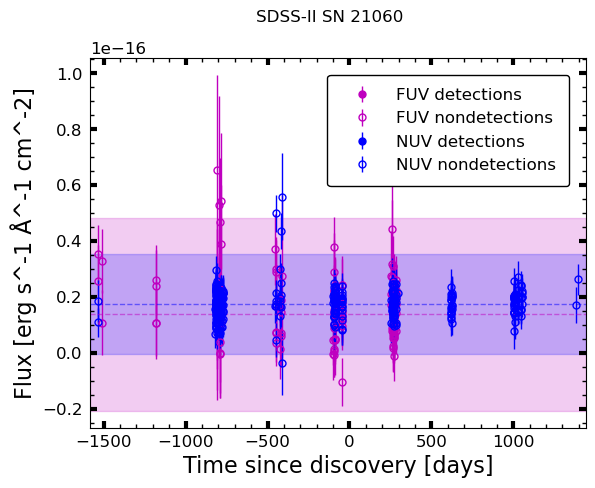 SDSS-II SN 21060
1e−16
FUV detections
FUV nondetections
NUV detections
NUV nondetections
1.0
0.8
0.6
0.4
0.2
0.0
−0.2
Flux [erg s^-1 Å^-1 cm^-2]
−1500 −1000 −500 0 500 1000
Time since discovery [days]